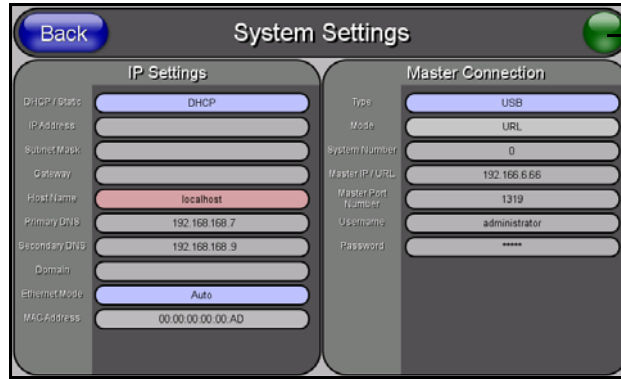 Back
System Settings
IP Settings
DHCP / Static
DHCP
IP Address
Subnet Mask
Gateway
Host Name
localhost
Primary DNS
192.168.168.7
Secondary DNS
192.168.168.9
Domain
Ethernet Mode
Auto
MAC Address
00:00:00:00:00:AD
Master Connection
Type
USB
Mode
URL
System Number
0
Master IP / URL
192.166.6.66
Master Port
Number
1319
Username
administrator
Password
*****